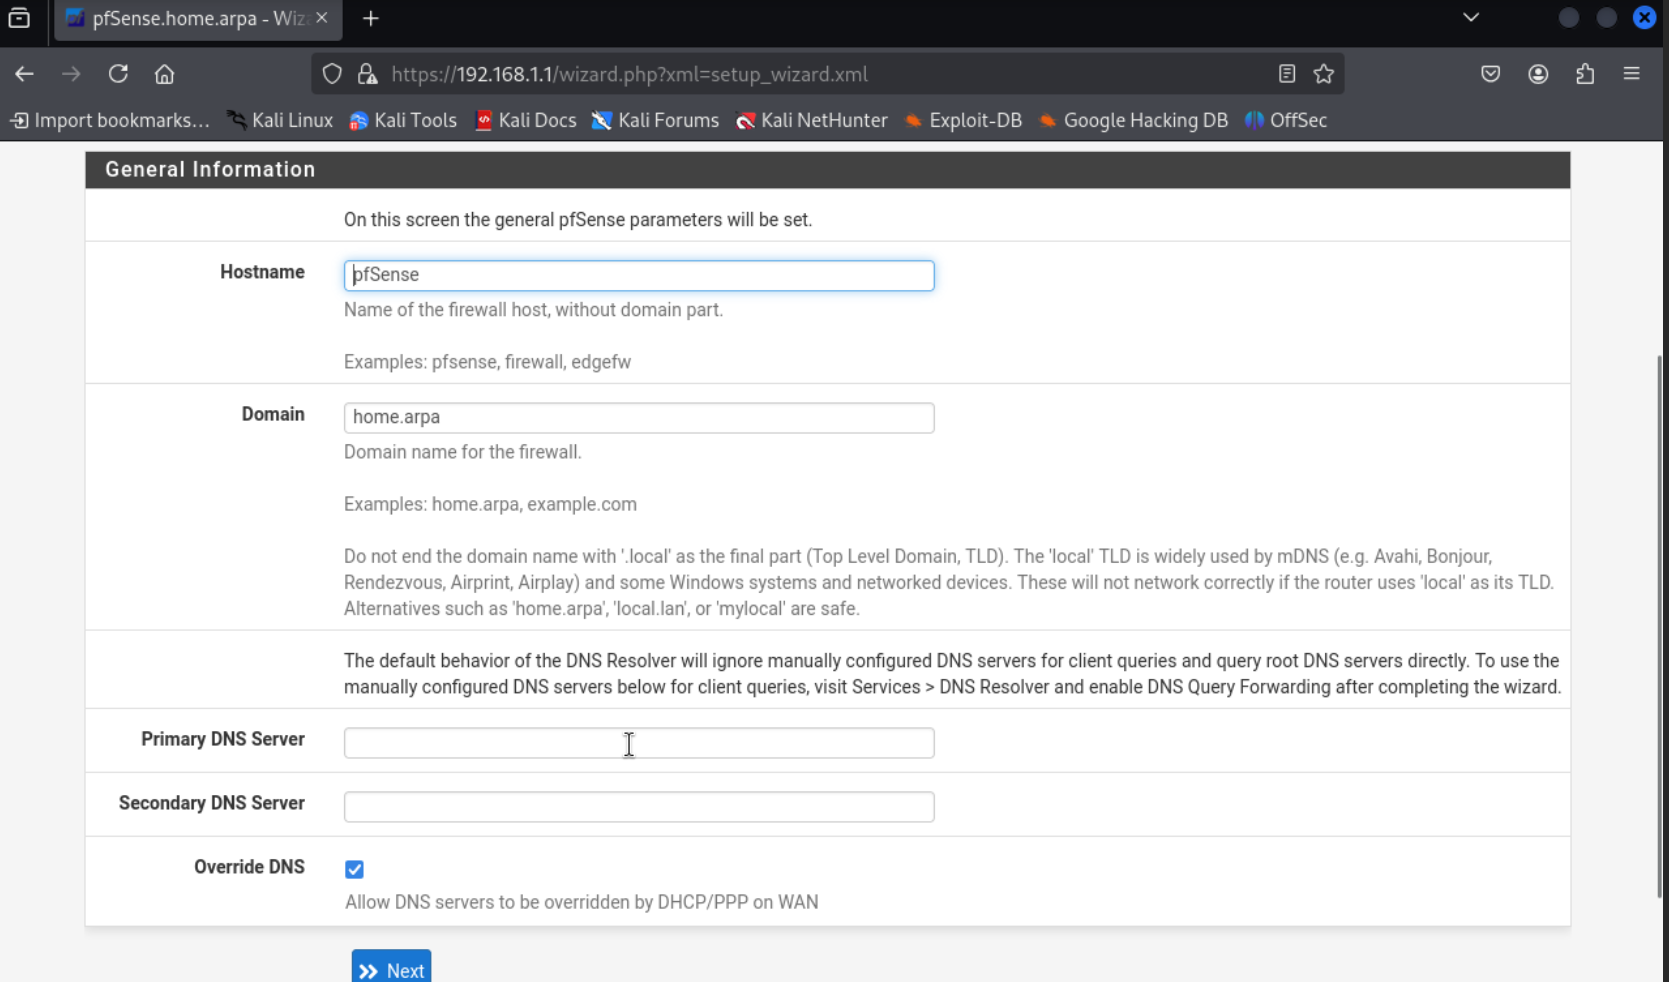 pfSense.home.arpa - Wiz
https://192.168.1.1/wizard.php?xml=setup_wizard.xml
Import bookmarks... Kali Linux Kali Tools Kali Docs Kali Forums Kali NetHunter Exploit-DB Google Hacking DB OffSec
General Information
On this screen the general pfSense parameters will be set.
Hostname pfSense
Name of the firewall host, without domain part.
Examples: pfsense, firewall, edgefw
Domain home.arpa
Domain name for the firewall.
Examples: home.arpa, example.com
Do not end the domain name with '.local' as the final part (Top Level Domain, TLD). The 'local' TLD is widely used by mDNS (e.g. Avahi, Bonjour,
Rendezvous, Airprint, Airplay) and some Windows systems and networked devices. These will not network correctly if the router uses 'local' as its TLD.
Alternatives such as 'home.arpa', 'local.lan', or 'mylocal' are safe.
The default behavior of the DNS Resolver will ignore manually configured DNS servers for client queries and query root DNS servers directly. To use the
manually configured DNS servers below for client queries, visit Services > DNS Resolver and enable DNS Query Forwarding after completing the wizard.
Primary DNS Server
Secondary DNS Server
Override DNS
Allow DNS servers to be overridden by DHCP/PPP on WAN
Next